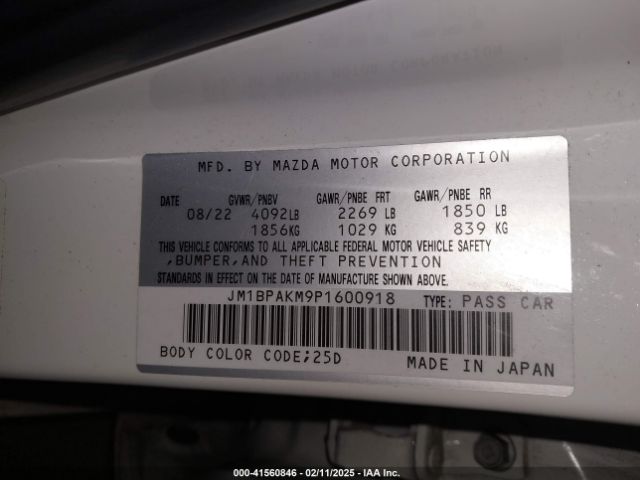 MFD. BY MAZDA MOTOR CORPORATION
DATE GVWR/PNBV GAWR/PNBE FRT GAWR/PNBE RR
08/22 4092LB 2269 LB 1850 LB
1856KG 1029 KG 839 KG
THIS VEHICLE CONFORMS TO ALL APPLICABLE FEDERAL MOTOR VEHICLE SAFETY
,BUMPER,AND THEFT PREVENTION
STANDARDS IN EFFECT ON THE DATE OF MANUFACTURE SHOWN ABOVE.
JM1BPAKM9P1600918 TYPE: PASS CAR
BODY COLOR CODE;25D MADE IN JAPAN
000-41560846 - 02/11/2025 - IAA Inc.